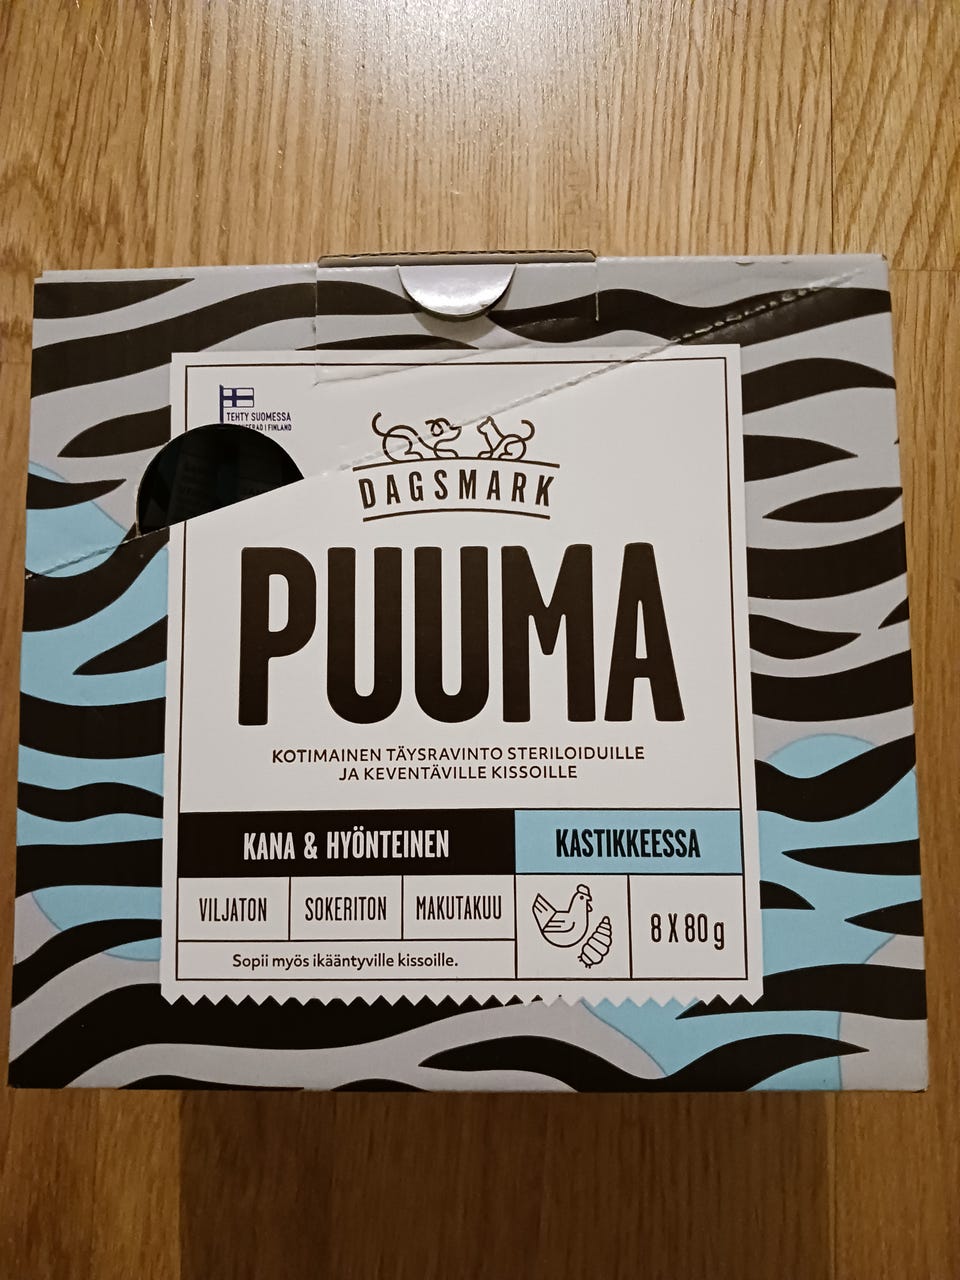 TEHTY SUOMESSA
I FINLAND
DAGSMARK
PUUMA
KOTIMAINEN TÄYSRAVINTO STERILOIDUILLE
JA KEVENTÄVILLE KISSOILLE
KANA & HYÖNTEINEN
KASTIKKEESSA
VILJATON
SOKERITON
MAKUTAKUU
8 X 80 g
Sopii myös ikääntyville kissoille.